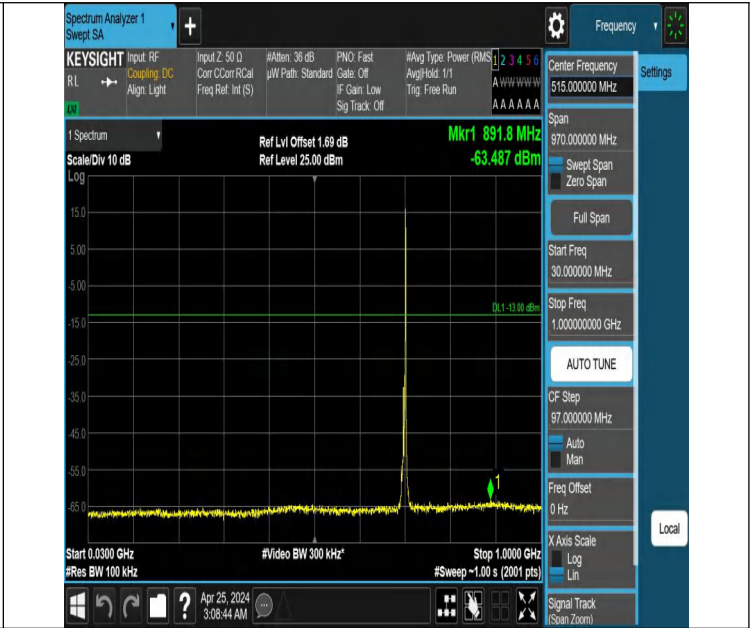 Spectrum Analyzer 1
Swept SA
+
Frequency
KEYSIGHT
RL
LXI
Input: RF
Coupling: DC
Align: Light
Input Z: 50 Ω
Corr CCorr RCal
Freq Ref: Int (S)
#Atten: 36 dB
µW Path: Standard
PNO: Fast
Gate: Off
IF Gain: Low
Sig Track: Off
#Avg Type: Power (RMS
Avg|Hold: 1/1
Trig: Free Run
1 2 3 4 5 6
A W W W W W
A A A A A A
1 Spectrum
Scale/Div 10 dB
Log
Ref Lvl Offset 1.69 dB
Ref Level 25.00 dBm
Mkr1 891.8 MHz
-63.487 dBm
15.0
5.00
-5.00
DL1 -13.00 dBm
-15.0
-25.0
-35.0
-45.0
-55.0
1
-65.0
Start 0.0300 GHz
#Res BW 100 kHz
#Video BW 300 kHz*
Stop 1.0000 GHz
#Sweep ~1.00 s (2001 pts)
Center Frequency
515.000000 MHz
Settings
Span
970.000000 MHz
Swept Span
Zero Span
Full Span
Start Freq
30.000000 MHz
Stop Freq
1.000000000 GHz
AUTO TUNE
CF Step
97.000000 MHz
Auto
Man
Freq Offset
0 Hz
X Axis Scale
Log
Lin
Signal Track
(Span Zoom)
Local
?
Apr 25, 2024
3:08:44 AM